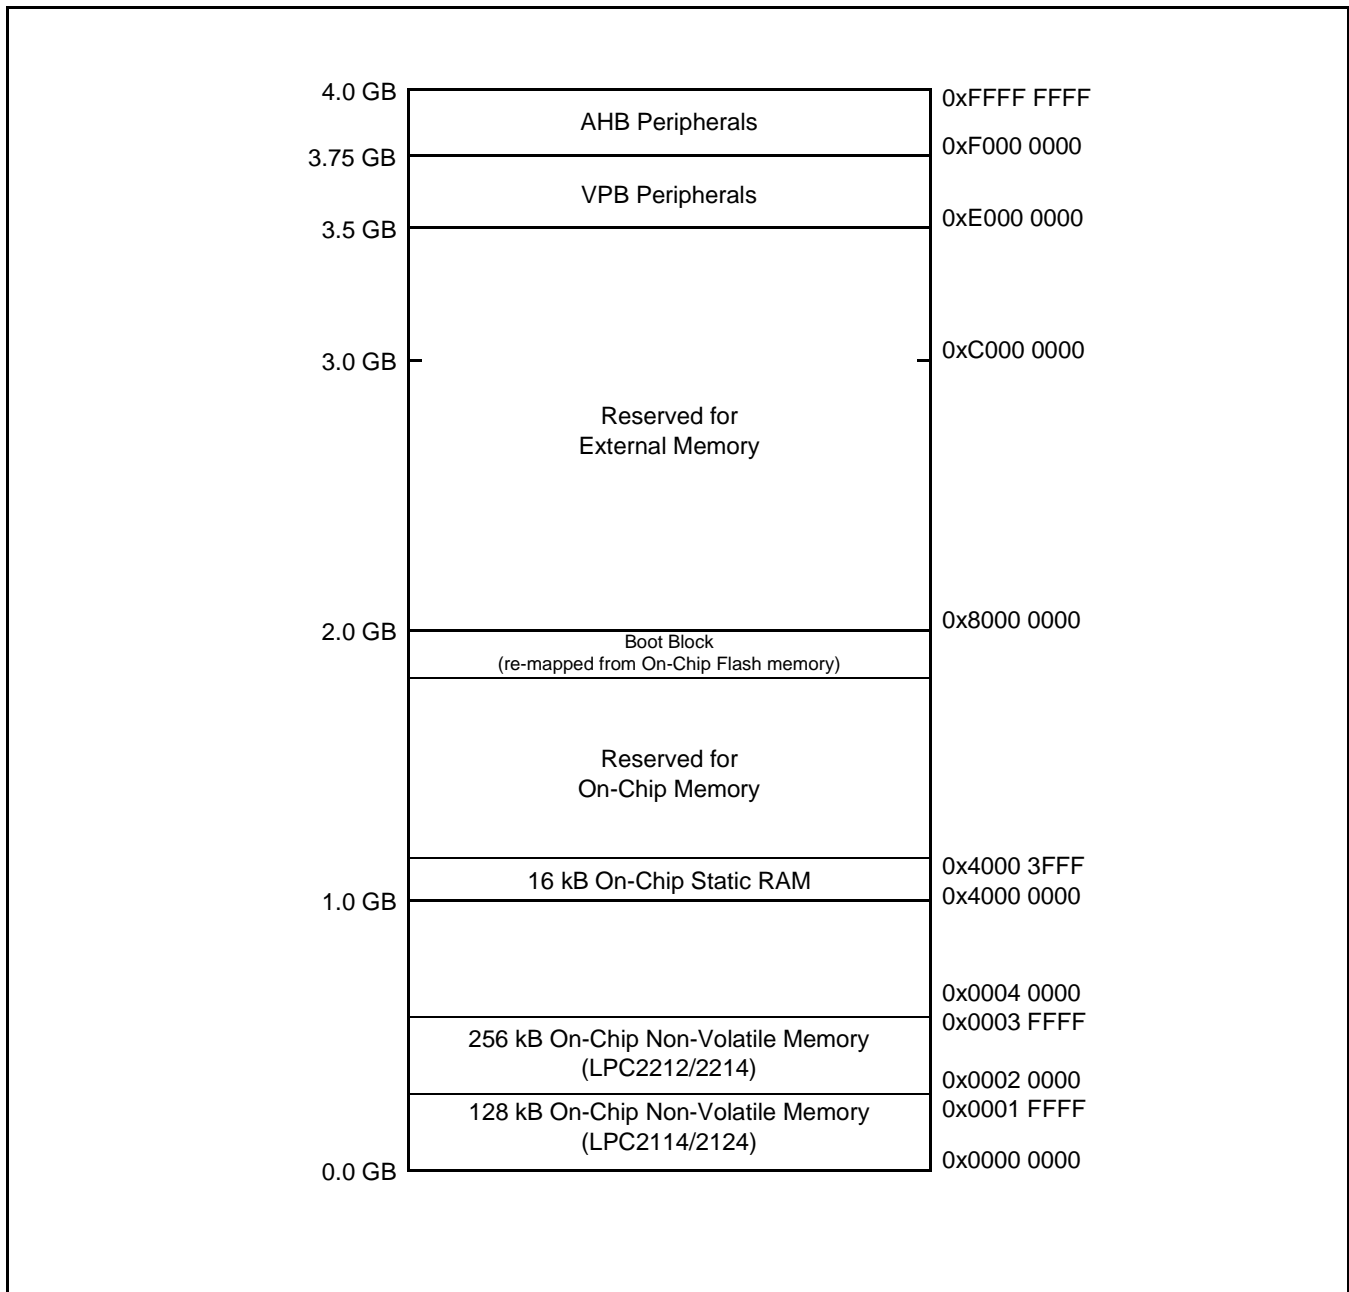 4.0 GB
0xFFFF FFFF
AHB Peripherals
0xF000 0000
3.75 GB
VPB Peripherals
0xE000 0000
3.5 GB
0xC000 0000
3.0 GB
Reserved for
External Memory
0x8000 0000
2.0 GB
Boot Block
(re-mapped from On-Chip Flash memory)
Reserved for
On-Chip Memory
0x4000 3FFF
16 kB On-Chip Static RAM
0x4000 0000
1.0 GB
0x0004 0000
0x0003 FFFF
256 kB On-Chip Non-Volatile Memory
(LPC2212/2214)
0x0002 0000
0x0001 FFFF
128 kB On-Chip Non-Volatile Memory
(LPC2114/2124)
0x0000 0000
0.0 GB